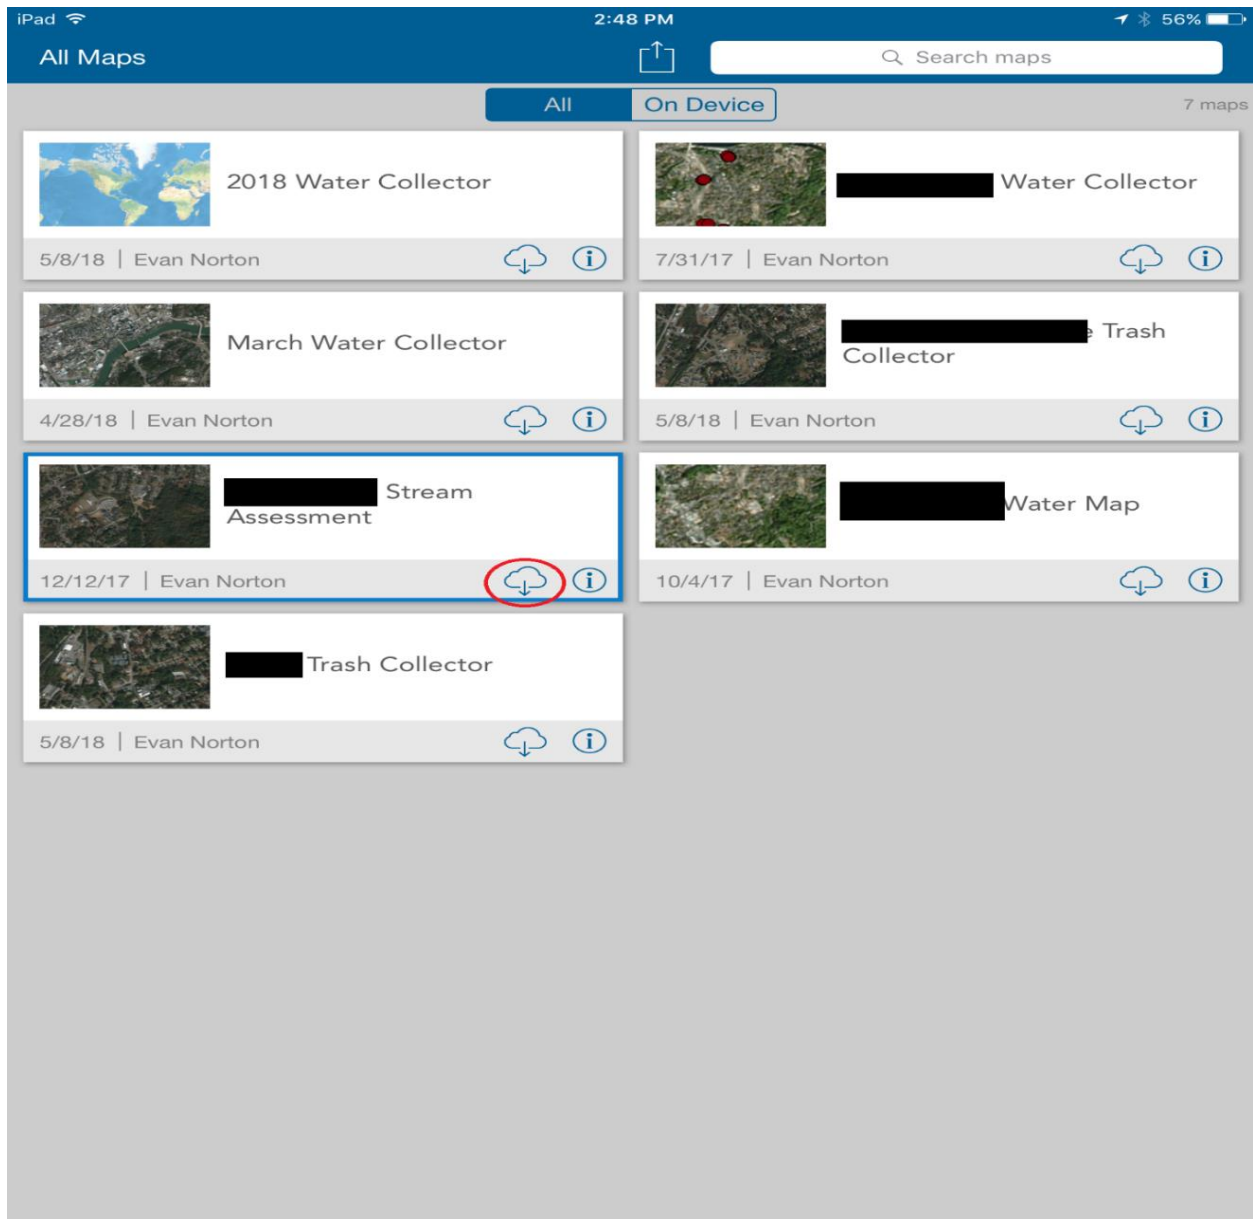 iPad 2:48 PM 56%
All Maps Search maps
All On Device 7 maps
2018 Water Collector
5/8/18 | Evan Norton
Water Collector
7/31/17 | Evan Norton
March Water Collector
4/28/18 | Evan Norton
Trash
Collector
5/8/18 | Evan Norton
Stream
Assessment
12/12/17 | Evan Norton
Water Map
10/4/17 | Evan Norton
Trash Collector
5/8/18 | Evan Norton